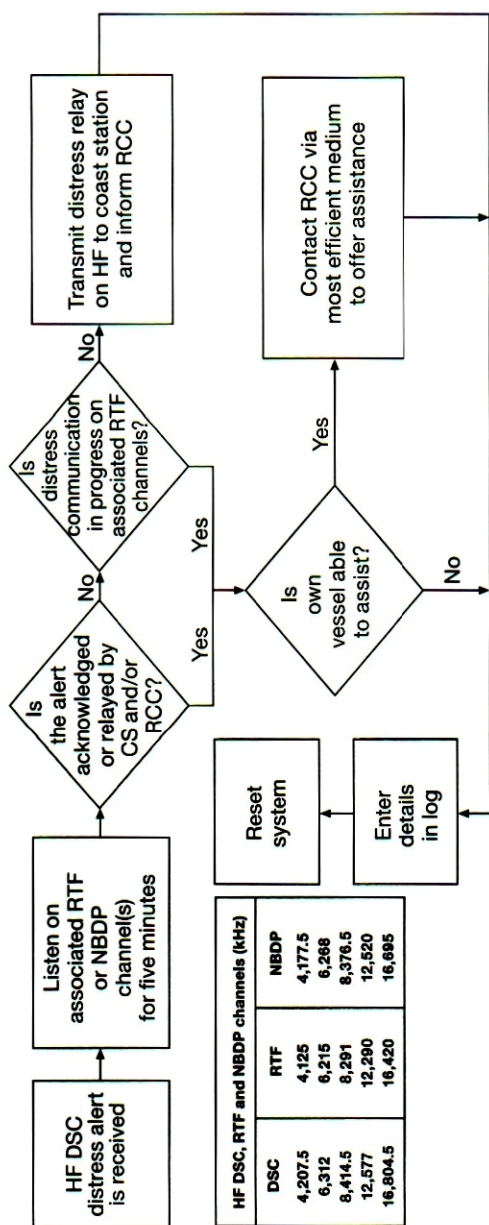 HF DSC
distress alert
is received
Listen on
associated RTF
or NBDP
channel(s)
for five minutes
Is
the alert
acknowledged
or relayed by
CS and/or
RCC?
No
Yes
Is
distress
communication
in progress on
associated RTF
channels?
No
Yes
Transmit distress relay
on HF to coast station
and inform RCC
Is
own
vessel able
to assist?
Yes
No
Contact RCC via
most efficient medium
to offer assistance
Reset
system
Enter
details
in log
HF DSC, RTF and NBDP channels (kHz)
DSC RTF NBDP
4,207.5 4,125 4,177.5
6,312 6,215 6,268
8,414.5 8,291 8,376.5
12,577 12,290 12,520
16,804.5 16,420 16,695